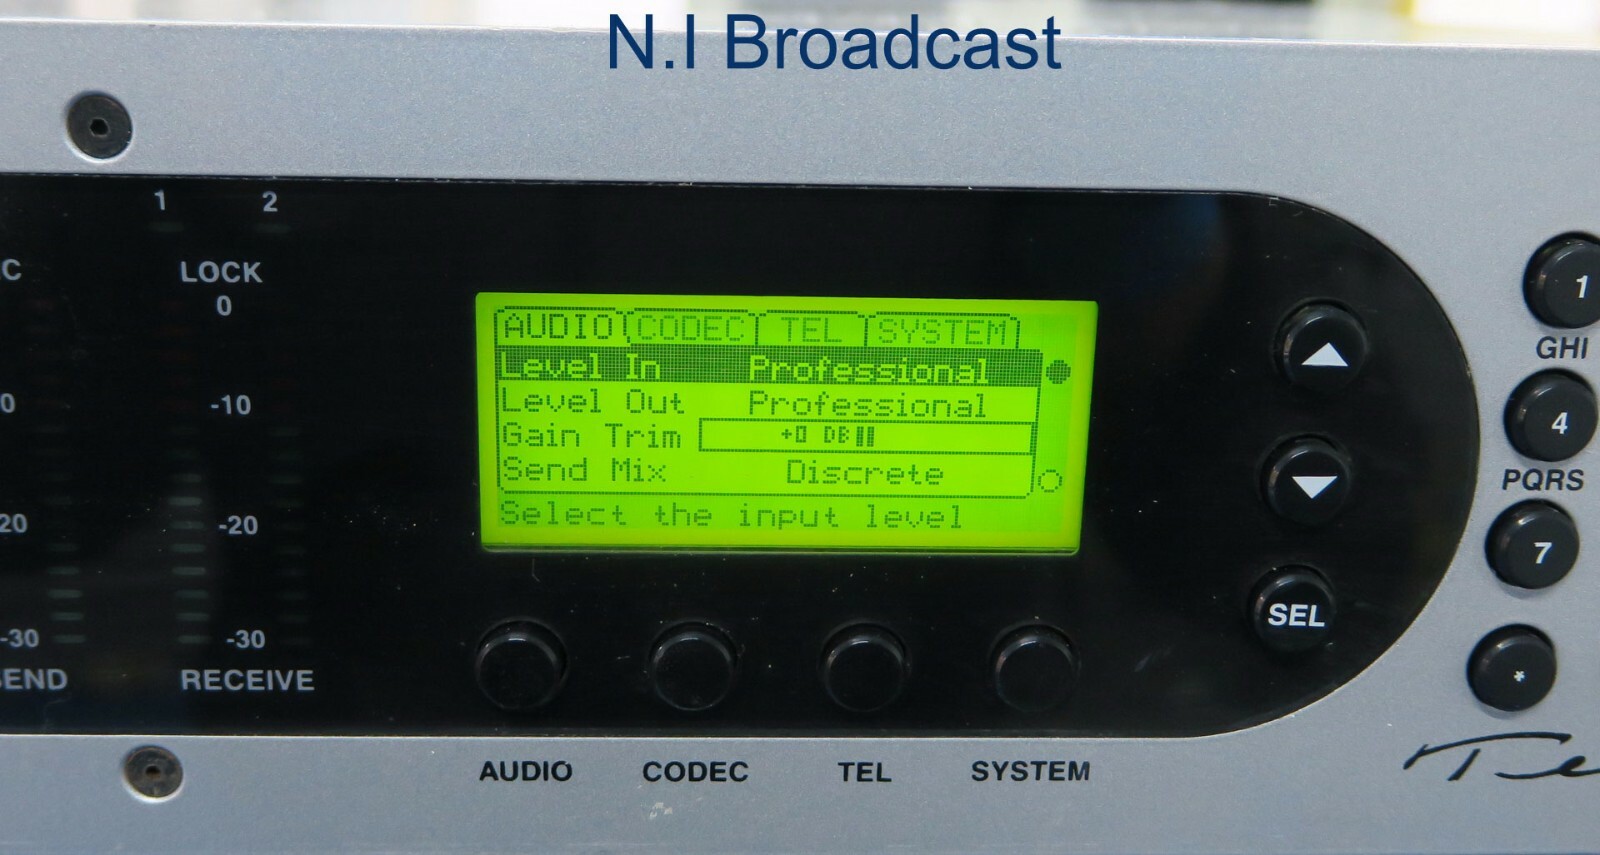 N.I Broadcast
1 2
C LOCK
0
0 -10
20 -20
-30 -30
SEND RECEIVE
AUDIO CODEC TEL SYSTEM
Level In Professional
Level Out Professional
Gain Trim +0 DB
Send Mix Discrete
Select the input level
SEL
1
GHI
4
PQRS
7
*
AUDIO CODEC TEL SYSTEM
Te